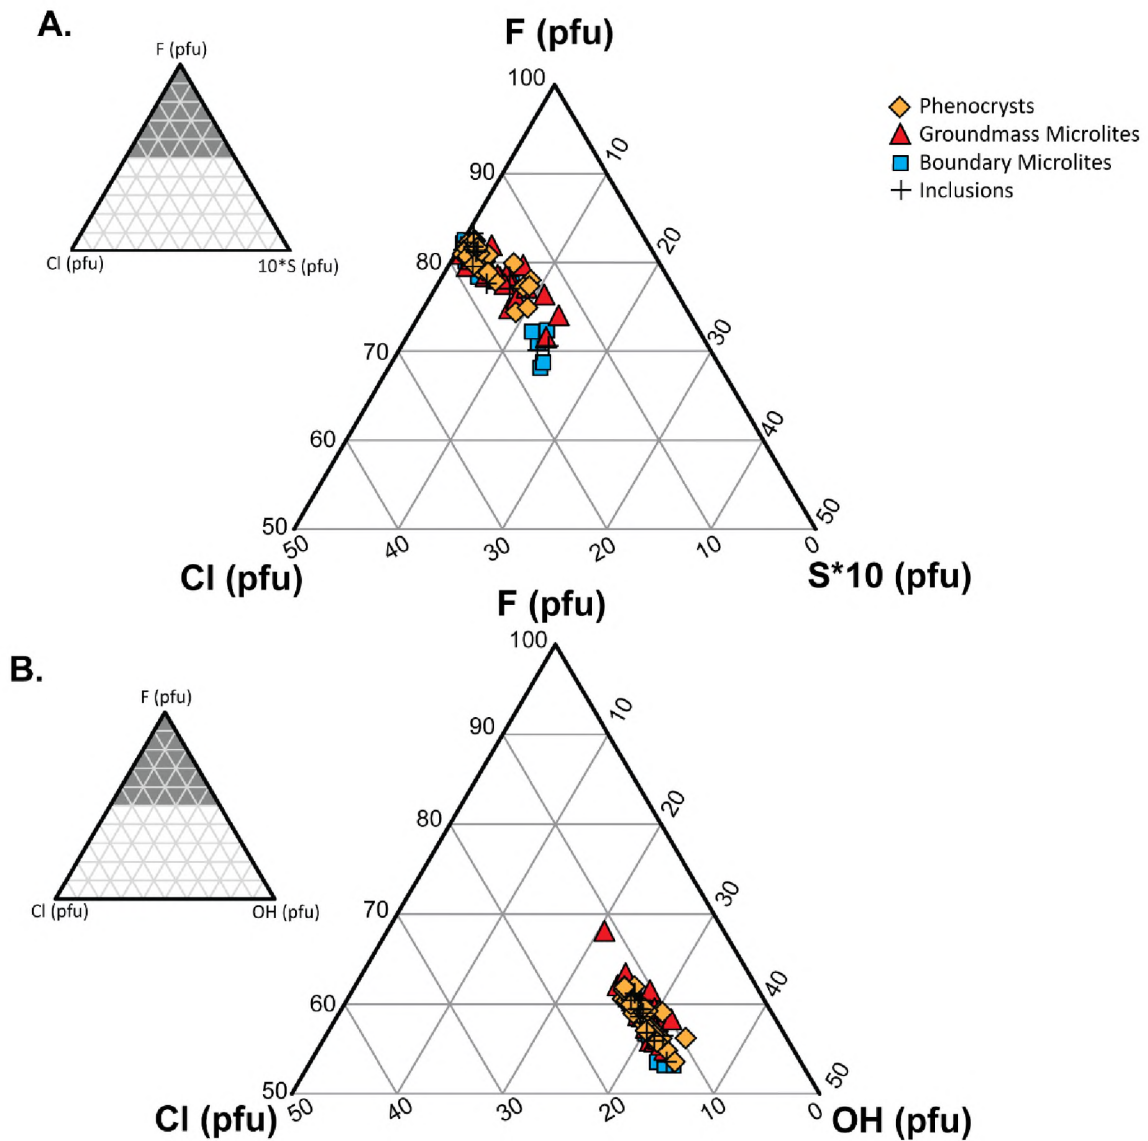 A.
F (pfu)
Cl (pfu)
10*S (pfu)
F (pfu)
100
90
80
70
60
50
10
20
30
40
50
50
40
30
20
10
0
Cl (pfu)
S*10 (pfu)
Phenocrysts
Groundmass Microlites
Boundary Microlites
Inclusions
B.
F (pfu)
Cl (pfu)
OH (pfu)
F (pfu)
100
90
80
70
60
50
10
20
30
40
50
50
40
30
20
10
0
Cl (pfu)
OH (pfu)